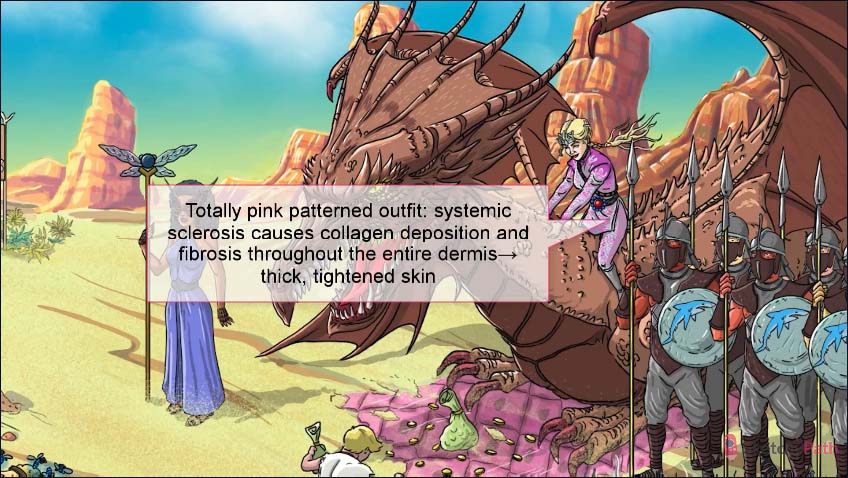 Totally pink patterned outfit: systemic
sclerosis causes collagen deposition and
fibrosis throughout the entire dermis→
thick, tightened skin